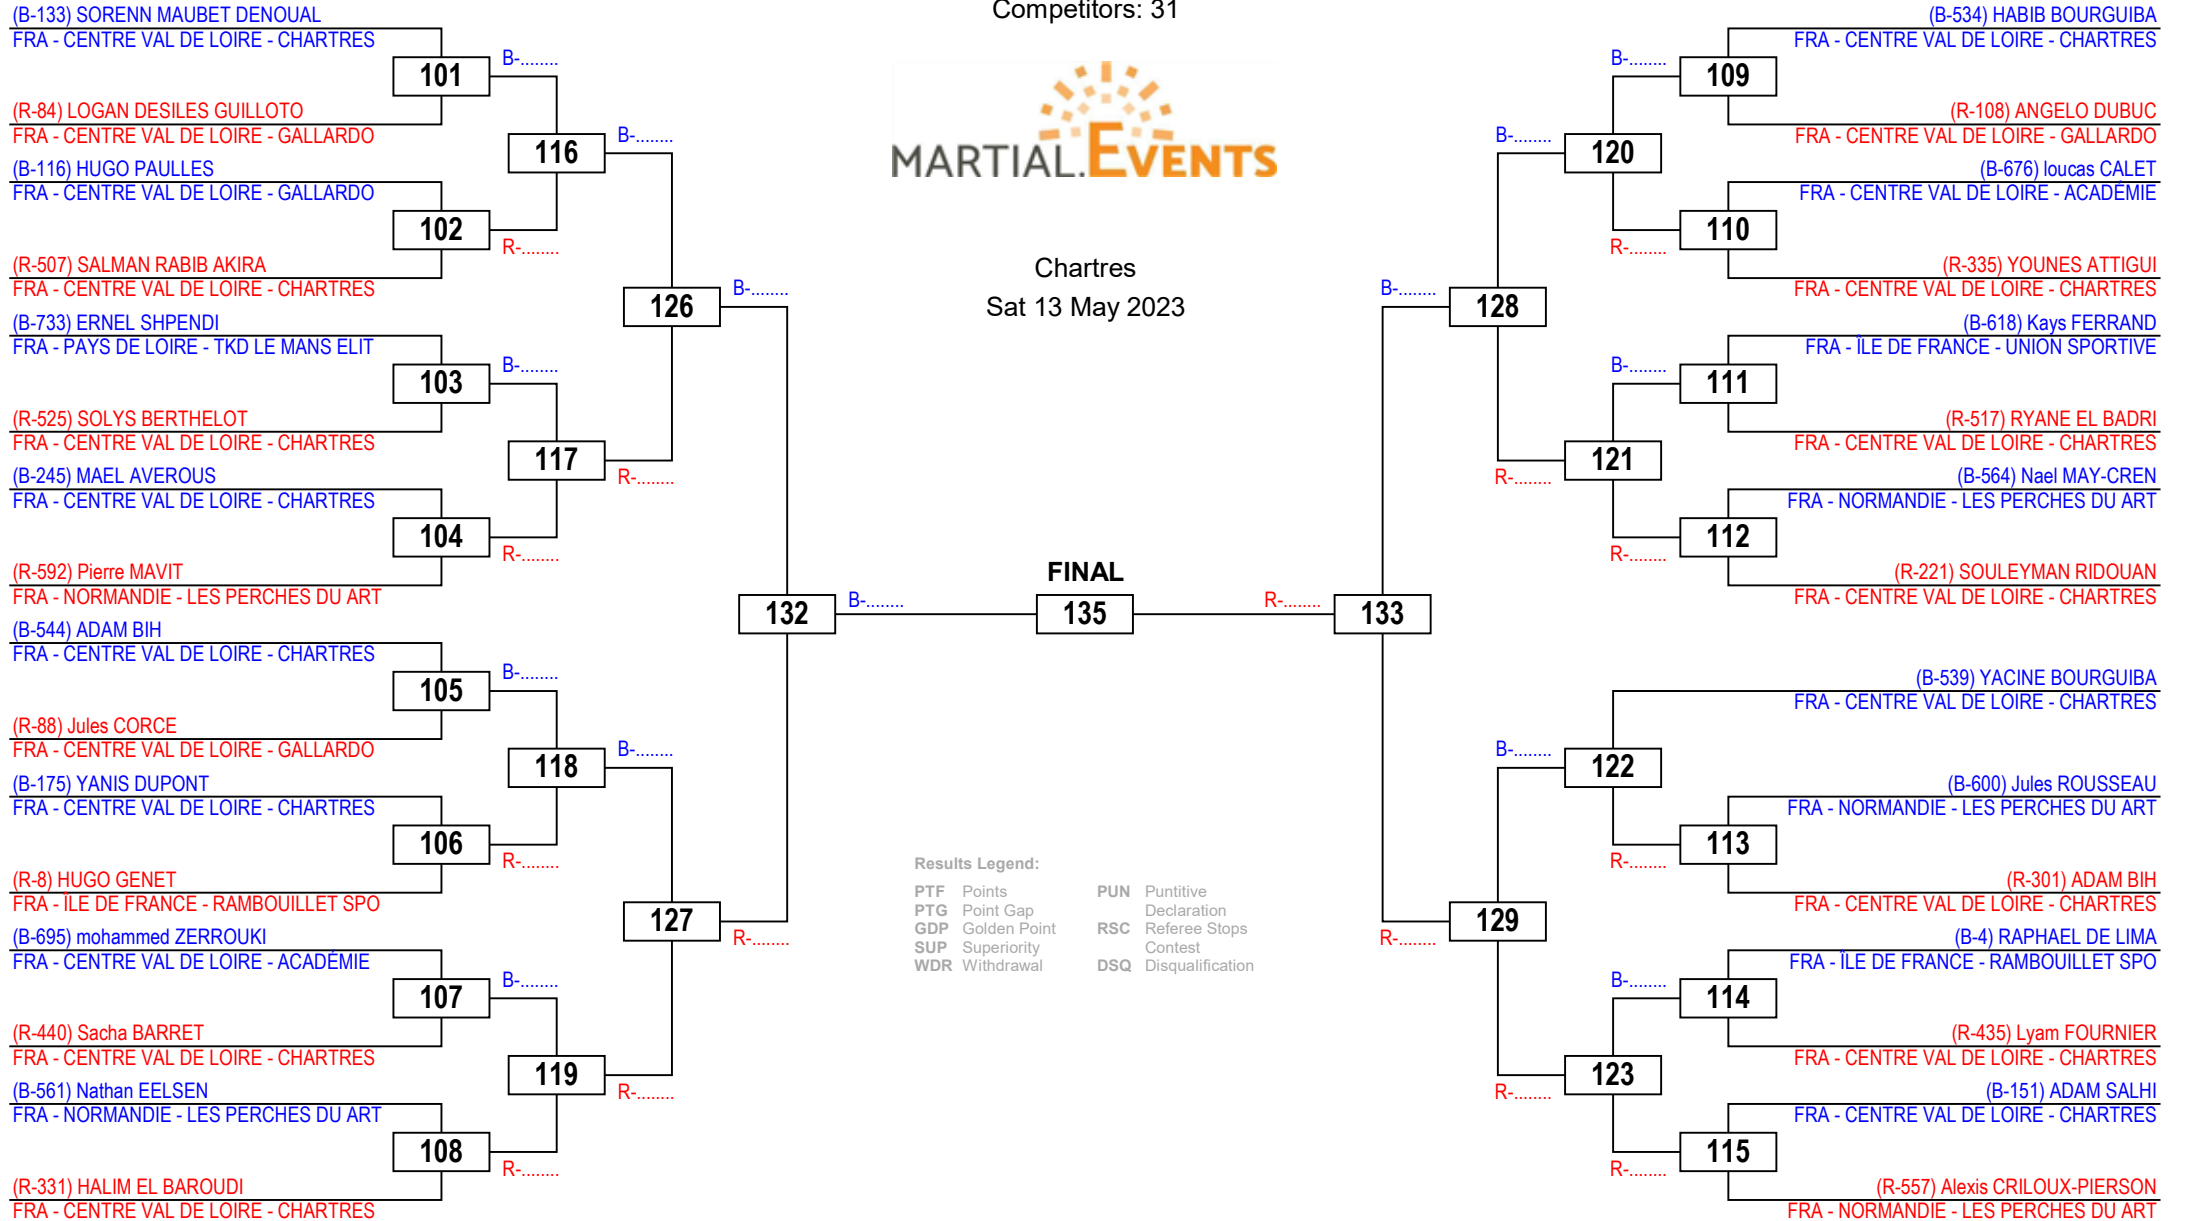 (B-133) SORENN MAUBET DENOUAL
FRA - CENTRE VAL DE LOIRE - CHARTRES
101
B-........
(R-84) LOGAN DESILES GUILLOTO
FRA - CENTRE VAL DE LOIRE - GALLARDO
116
B-........
(B-116) HUGO PAULLES
FRA - CENTRE VAL DE LOIRE - GALLARDO
102
R-........
(R-507) SALMAN RABIB AKIRA
FRA - CENTRE VAL DE LOIRE - CHARTRES
126
B-........
(B-733) ERNEL SHPENDI
FRA - PAYS DE LOIRE - TKD LE MANS ELIT
103
B-........
(R-525) SOLYS BERTHELOT
FRA - CENTRE VAL DE LOIRE - CHARTRES
117
R-........
(B-245) MAEL AVEROUS
FRA - CENTRE VAL DE LOIRE - CHARTRES
104
R-........
(R-592) Pierre MAVIT
FRA - NORMANDIE - LES PERCHES DU ART
132
B-........
(B-544) ADAM BIH
FRA - CENTRE VAL DE LOIRE - CHARTRES
105
B-........
(R-88) Jules CORCE
FRA - CENTRE VAL DE LOIRE - GALLARDO
118
B-........
(B-175) YANIS DUPONT
FRA - CENTRE VAL DE LOIRE - CHARTRES
106
R-........
(R-8) HUGO GENET
FRA - ÎLE DE FRANCE - RAMBOUILLET SPO
127
R-........
(B-695) mohammed ZERROUKI
FRA - CENTRE VAL DE LOIRE - ACADÉMIE
107
B-........
(R-440) Sacha BARRET
FRA - CENTRE VAL DE LOIRE - CHARTRES
119
R-........
(B-561) Nathan EELSEN
FRA - NORMANDIE - LES PERCHES DU ART
108
R-........
(R-331) HALIM EL BAROUDI
FRA - CENTRE VAL DE LOIRE - CHARTRES
Competitors: 31
MARTIAL.EVENTS
Chartres
Sat 13 May 2023
FINAL
135
Results Legend:
PTF Points
PTG Point Gap
GDP Golden Point
SUP Superiority
WDR Withdrawal
PUN Puntitive
Declaration
RSC Referee Stops
Contest
DSQ Disqualification
(B-534) HABIB BOURGUIBA
FRA - CENTRE VAL DE LOIRE - CHARTRES
B-........
109
(R-108) ANGELO DUBUC
FRA - CENTRE VAL DE LOIRE - GALLARDO
B-........
120
(B-676) loucas CALET
FRA - CENTRE VAL DE LOIRE - ACADÉMIE
110
R-........
(R-335) YOUNES ATTIGUI
FRA - CENTRE VAL DE LOIRE - CHARTRES
B-........
128
(B-618) Kays FERRAND
FRA - ÎLE DE FRANCE - UNION SPORTIVE
B-........
111
(R-517) RYANE EL BADRI
FRA - CENTRE VAL DE LOIRE - CHARTRES
121
R-........
(B-564) Nael MAY-CREN
FRA - NORMANDIE - LES PERCHES DU ART
112
R-........
(R-221) SOULEYMAN RIDOUAN
FRA - CENTRE VAL DE LOIRE - CHARTRES
R-........
133
(B-539) YACINE BOURGUIBA
FRA - CENTRE VAL DE LOIRE - CHARTRES
B-........
122
(B-600) Jules ROUSSEAU
FRA - NORMANDIE - LES PERCHES DU ART
113
R-........
(R-301) ADAM BIH
FRA - CENTRE VAL DE LOIRE - CHARTRES
129
R-........
(B-4) RAPHAEL DE LIMA
FRA - ÎLE DE FRANCE - RAMBOUILLET SPO
B-........
114
(R-435) Lyam FOURNIER
FRA - CENTRE VAL DE LOIRE - CHARTRES
123
R-........
(B-151) ADAM SALHI
FRA - CENTRE VAL DE LOIRE - CHARTRES
115
R-........
(R-557) Alexis CRILOUX-PIERSON
FRA - NORMANDIE - LES PERCHES DU ART